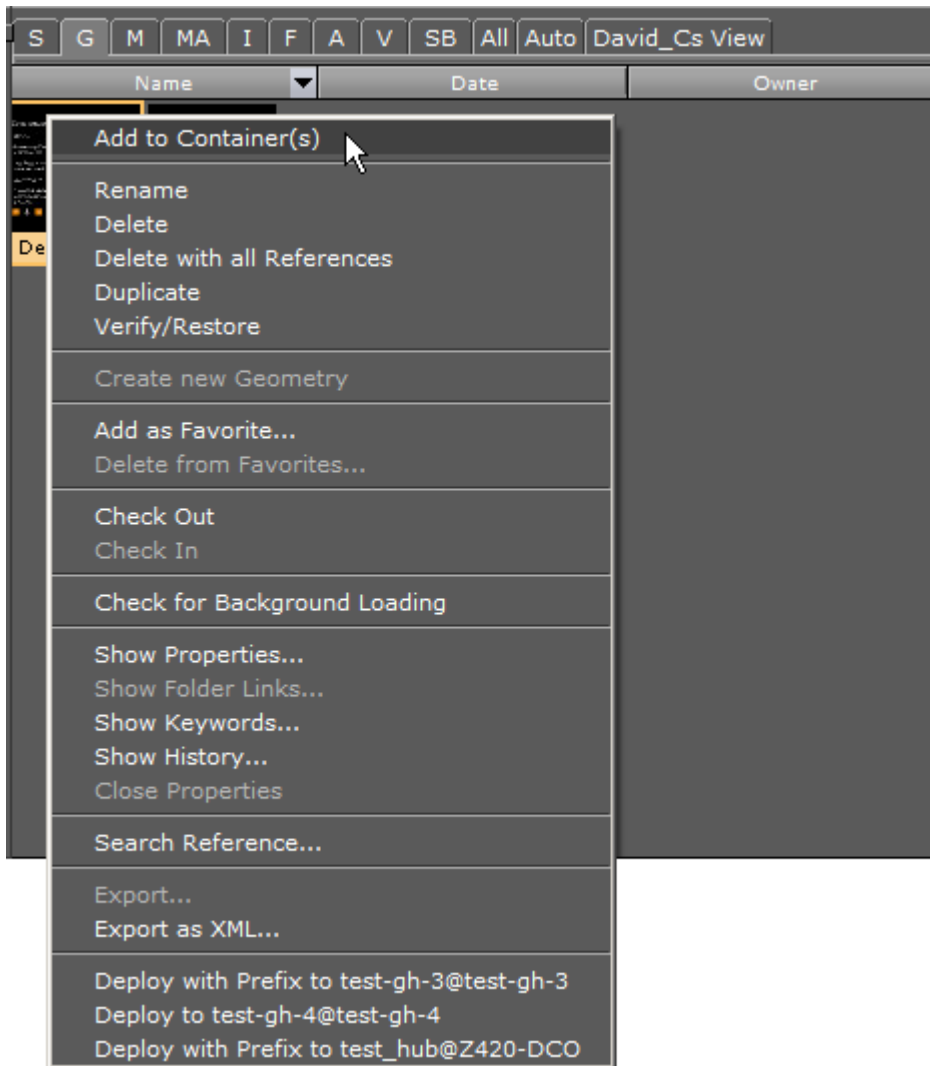 S G M MA I F A V SB All Auto David_Cs View
Name Date Owner
Add to Container(s)
Rename
Delete
De
Delete with all References
Duplicate
Verify/Restore
Create new Geometry
Add as Favorite...
Delete from Favorites...
Check Out
Check In
Check for Background Loading
Show Properties...
Show Folder Links...
Show Keywords...
Show History...
Close Properties
Search Reference...
Export...
Export as XML...
Deploy with Prefix to test-gh-3@test-gh-3
Deploy to test-gh-4@test-gh-4
Deploy with Prefix to test_hub@Z420-DCO